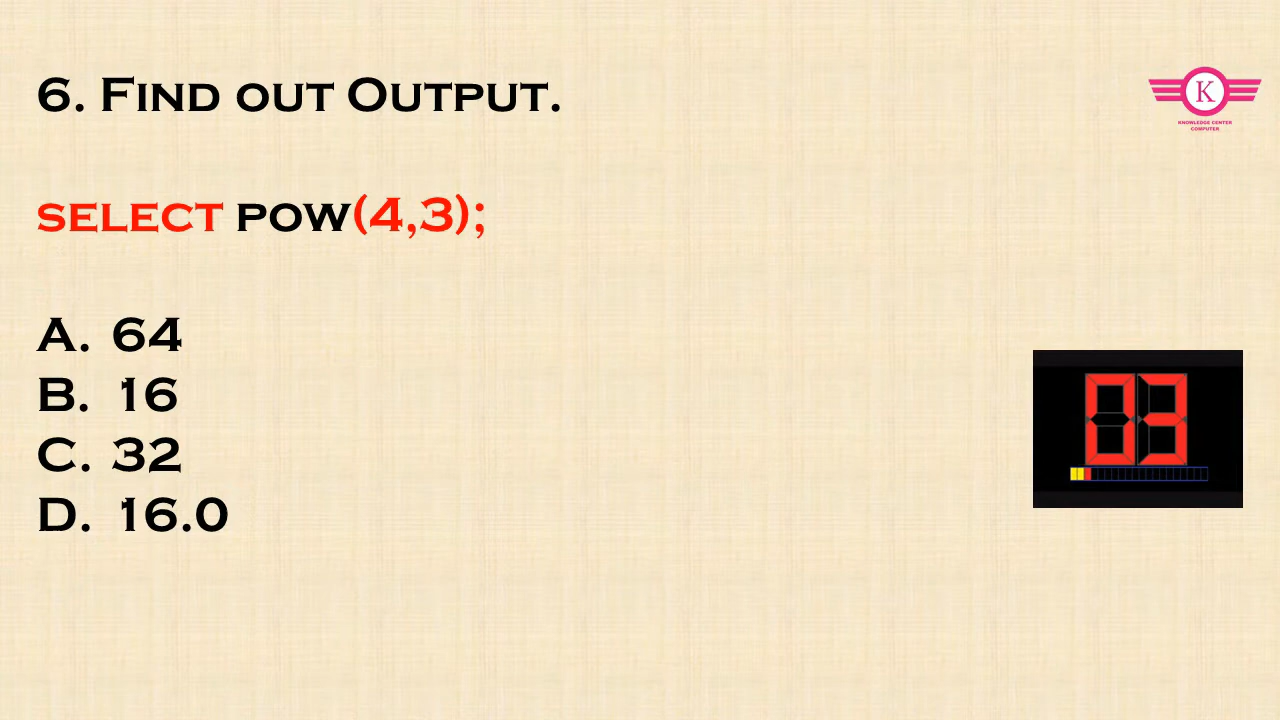 6. Find out Output.
K
KNOWLEDGE CENTER
COMPUTER
select pow(4,3);
A. 64
B. 16
C. 32
D. 16.0
03